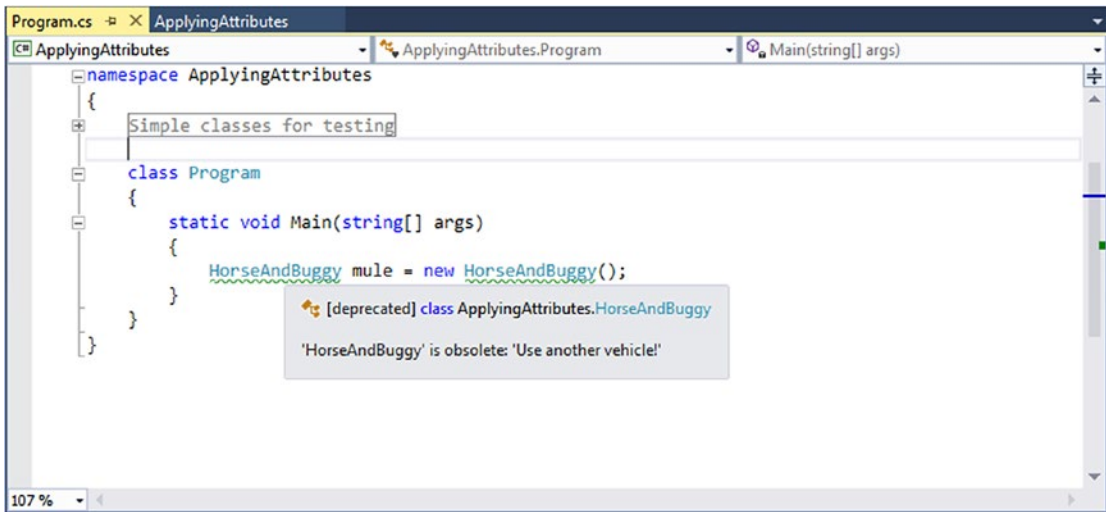 Program.cs ApplyingAttributes
C# ApplyingAttributes ApplyingAttributes.Program Main(string[] args)
namespace ApplyingAttributes
{
Simple classes for testing
class Program
{
static void Main(string[] args)
{
HorseAndBuggy mule = new HorseAndBuggy();
}
}
}
[deprecated] class ApplyingAttributes.HorseAndBuggy
'HorseAndBuggy' is obsolete: 'Use another vehicle!'
107 %